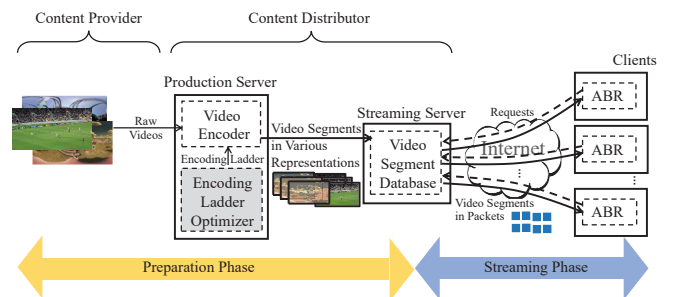 Content Provider
Content Distributor
Clients
Production Server
ABR
Streaming Server
Requests
Raw
Videos
Video
Encoder
Video Segments
in Various
Representations
Internet
Video
Segment
Database
ABR
Encoding Ladder
Encoding
Ladder
Optimizer
...
...
Video Segments
in Packets
ABR
Preparation Phase
Streaming Phase